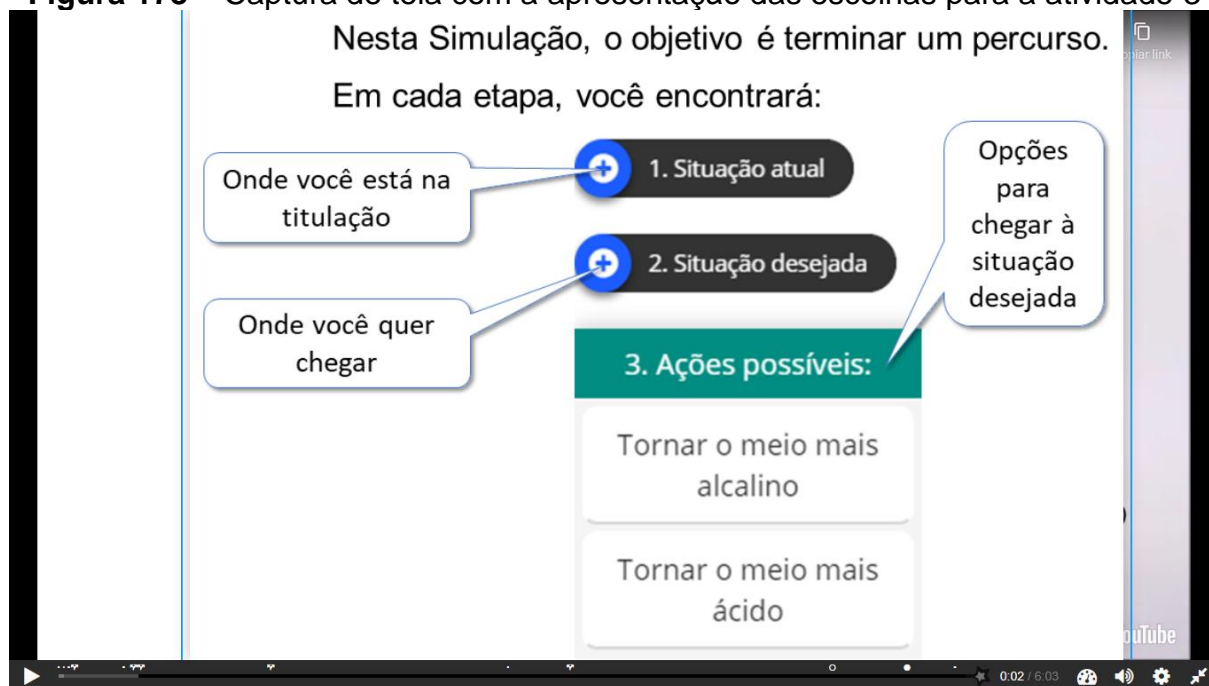 Captura de tela com a apresentação das escolhas para a atividade
Nesta Simulação, o objetivo é terminar um percurso.
Em cada etapa, você encontrará:
Onde você está na
titulação
1. Situação atual
Opções
para
chegar à
situação
desejada
2. Situação desejada
Onde você quer
chegar
3. Ações possíveis:
Tornar o meio mais
alcalino
Tornar o meio mais
ácido
link
0:02 / 6:03